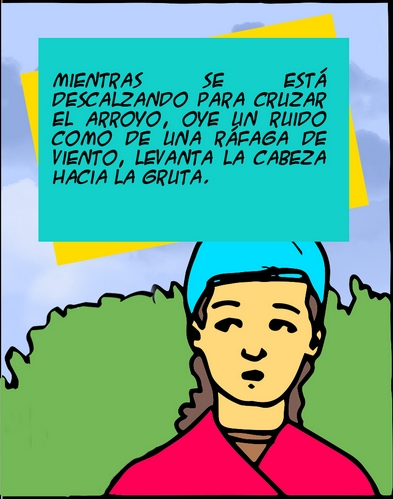 MIENTRAS SE ESTÁ
DESCALZANDO PARA CRUZAR
EL ARROYO, OYE UN RUIDO
COMO DE UNA RÁFAGA DE
VIENTO, LEVANTA LA CABEZA
HACIA LA GRUTA.